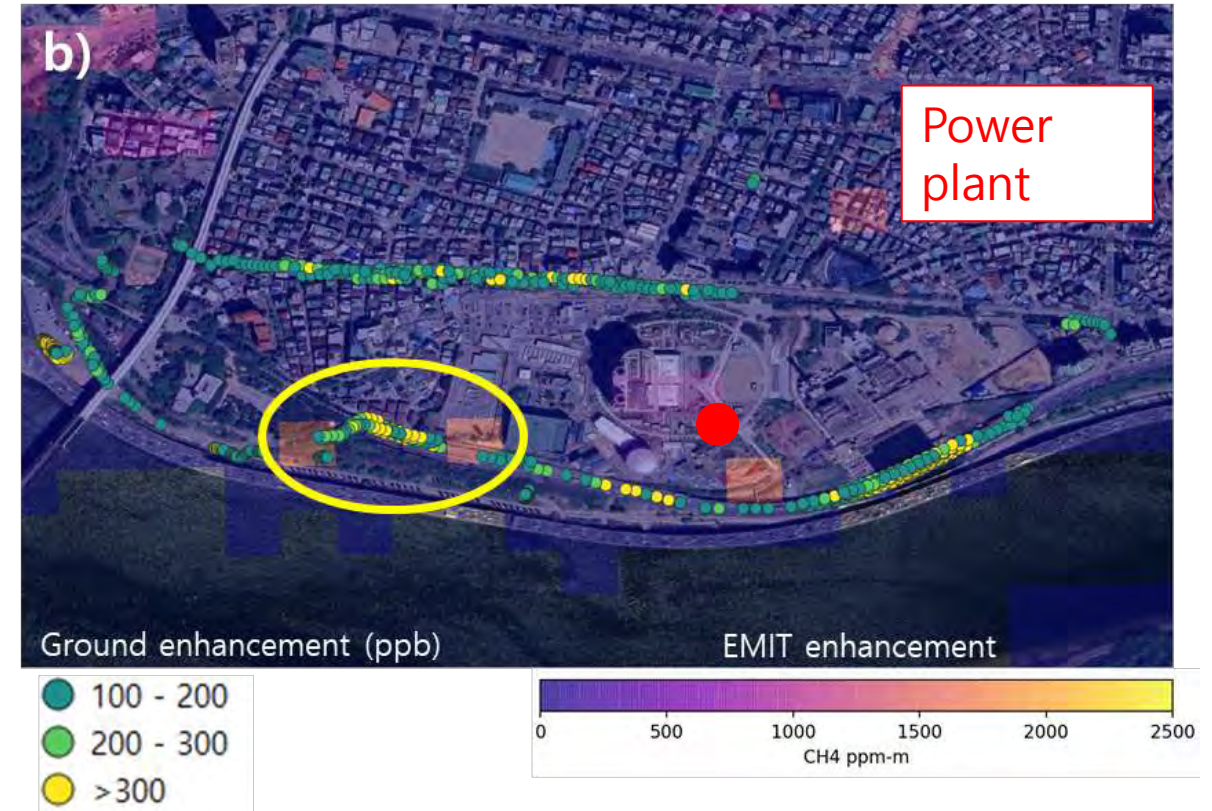 b)
Power
plant
Ground enhancement (ppb)
EMIT enhancement
100 - 200
200 - 300
>300
0 500 1000 1500 2000 2500
CH4 ppm-m